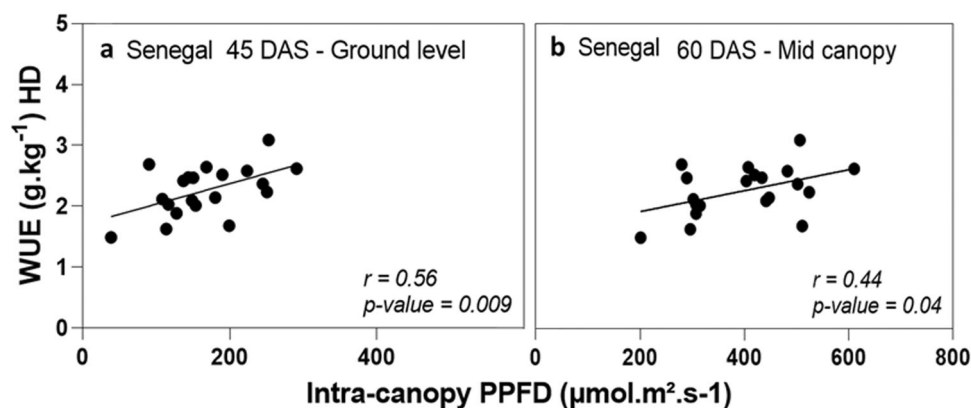 a Senegal 45 DAS - Ground level
b Senegal 60 DAS - Mid canopy
WUE (g.kg⁻¹) HD
5
4
3
2
1
0
r = 0.56
p-value = 0.009
r = 0.44
p-value = 0.04
0 200 400
0 200 400 600 800
Intra-canopy PPFD (µmol.m².s-1)